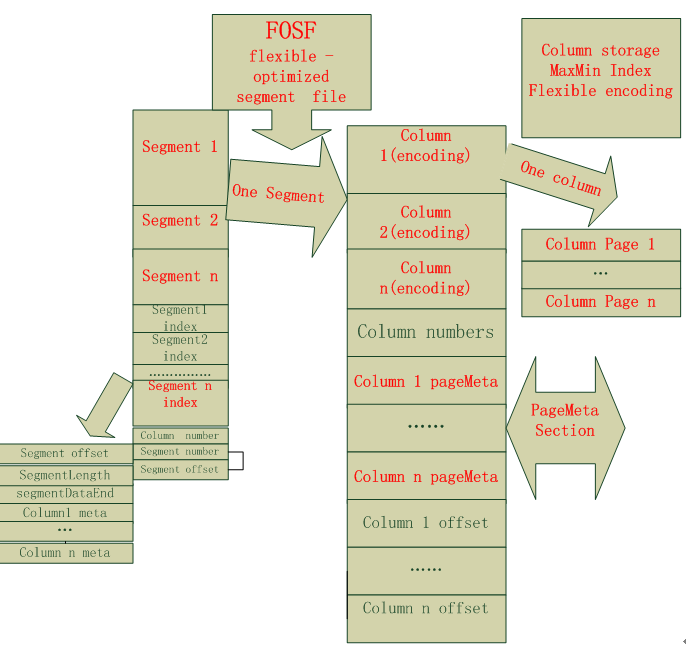 FOSF
flexible -
optimized
segment file
Column storage
MaxMin Index
Flexible encoding
Segment 1
Segment 2
Segment n
Segment1
index
Segment2
index
……………
Segment n
index
Column number
Segment number
Segment offset
Segment offset
SegmentLength
segmentDataEnd
Column1 meta
…
Column n meta
One Segment
Column
1(encoding)
Column
2(encoding)
Column
n(encoding)
Column numbers
Column 1 pageMeta
……
Column n pageMeta
Column 1 offset
……
Column n offset
One column
Column Page 1
…
Column Page n
PageMeta
Section